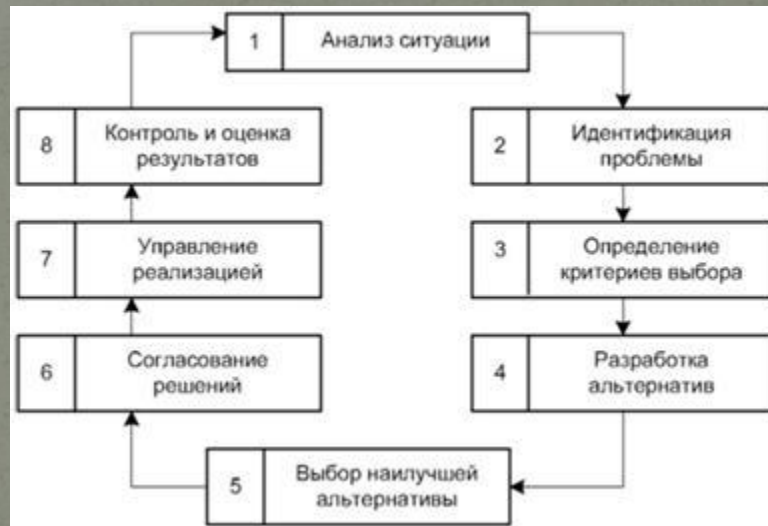 1 Анализ ситуации
2 Идентификация
проблемы
3 Определение
критериев выбора
4 Разработка
альтернатив
5 Выбор наилучшей
альтернативы
6 Согласование
решений
7 Управление
реализацией
8 Контроль и оценка
результатов